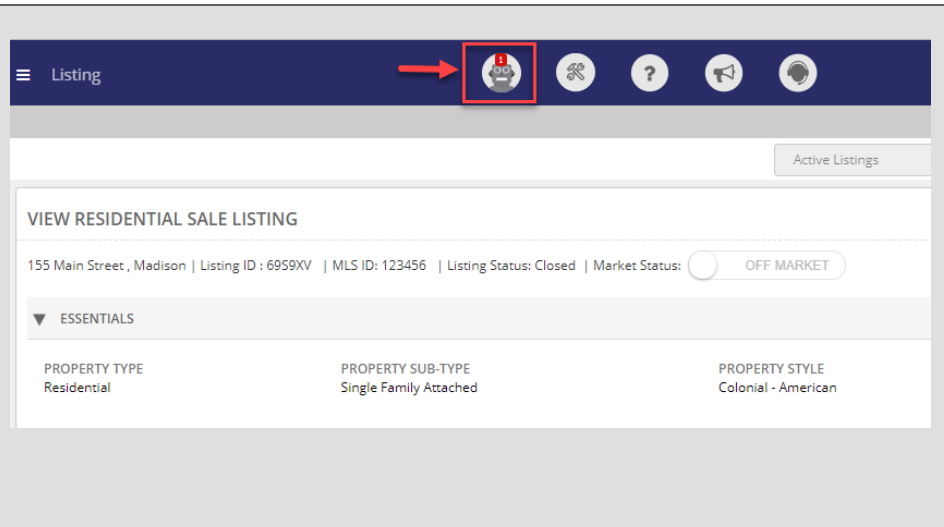 Listing
1
?
Active Listings
VIEW RESIDENTIAL SALE LISTING
155 Main Street , Madison | Listing ID : 69S9XV | MLS ID: 123456 | Listing Status: Closed | Market Status: OFF MARKET
ESSENTIALS
PROPERTY TYPE PROPERTY SUB-TYPE PROPERTY STYLE
Residential Single Family Attached Colonial - American